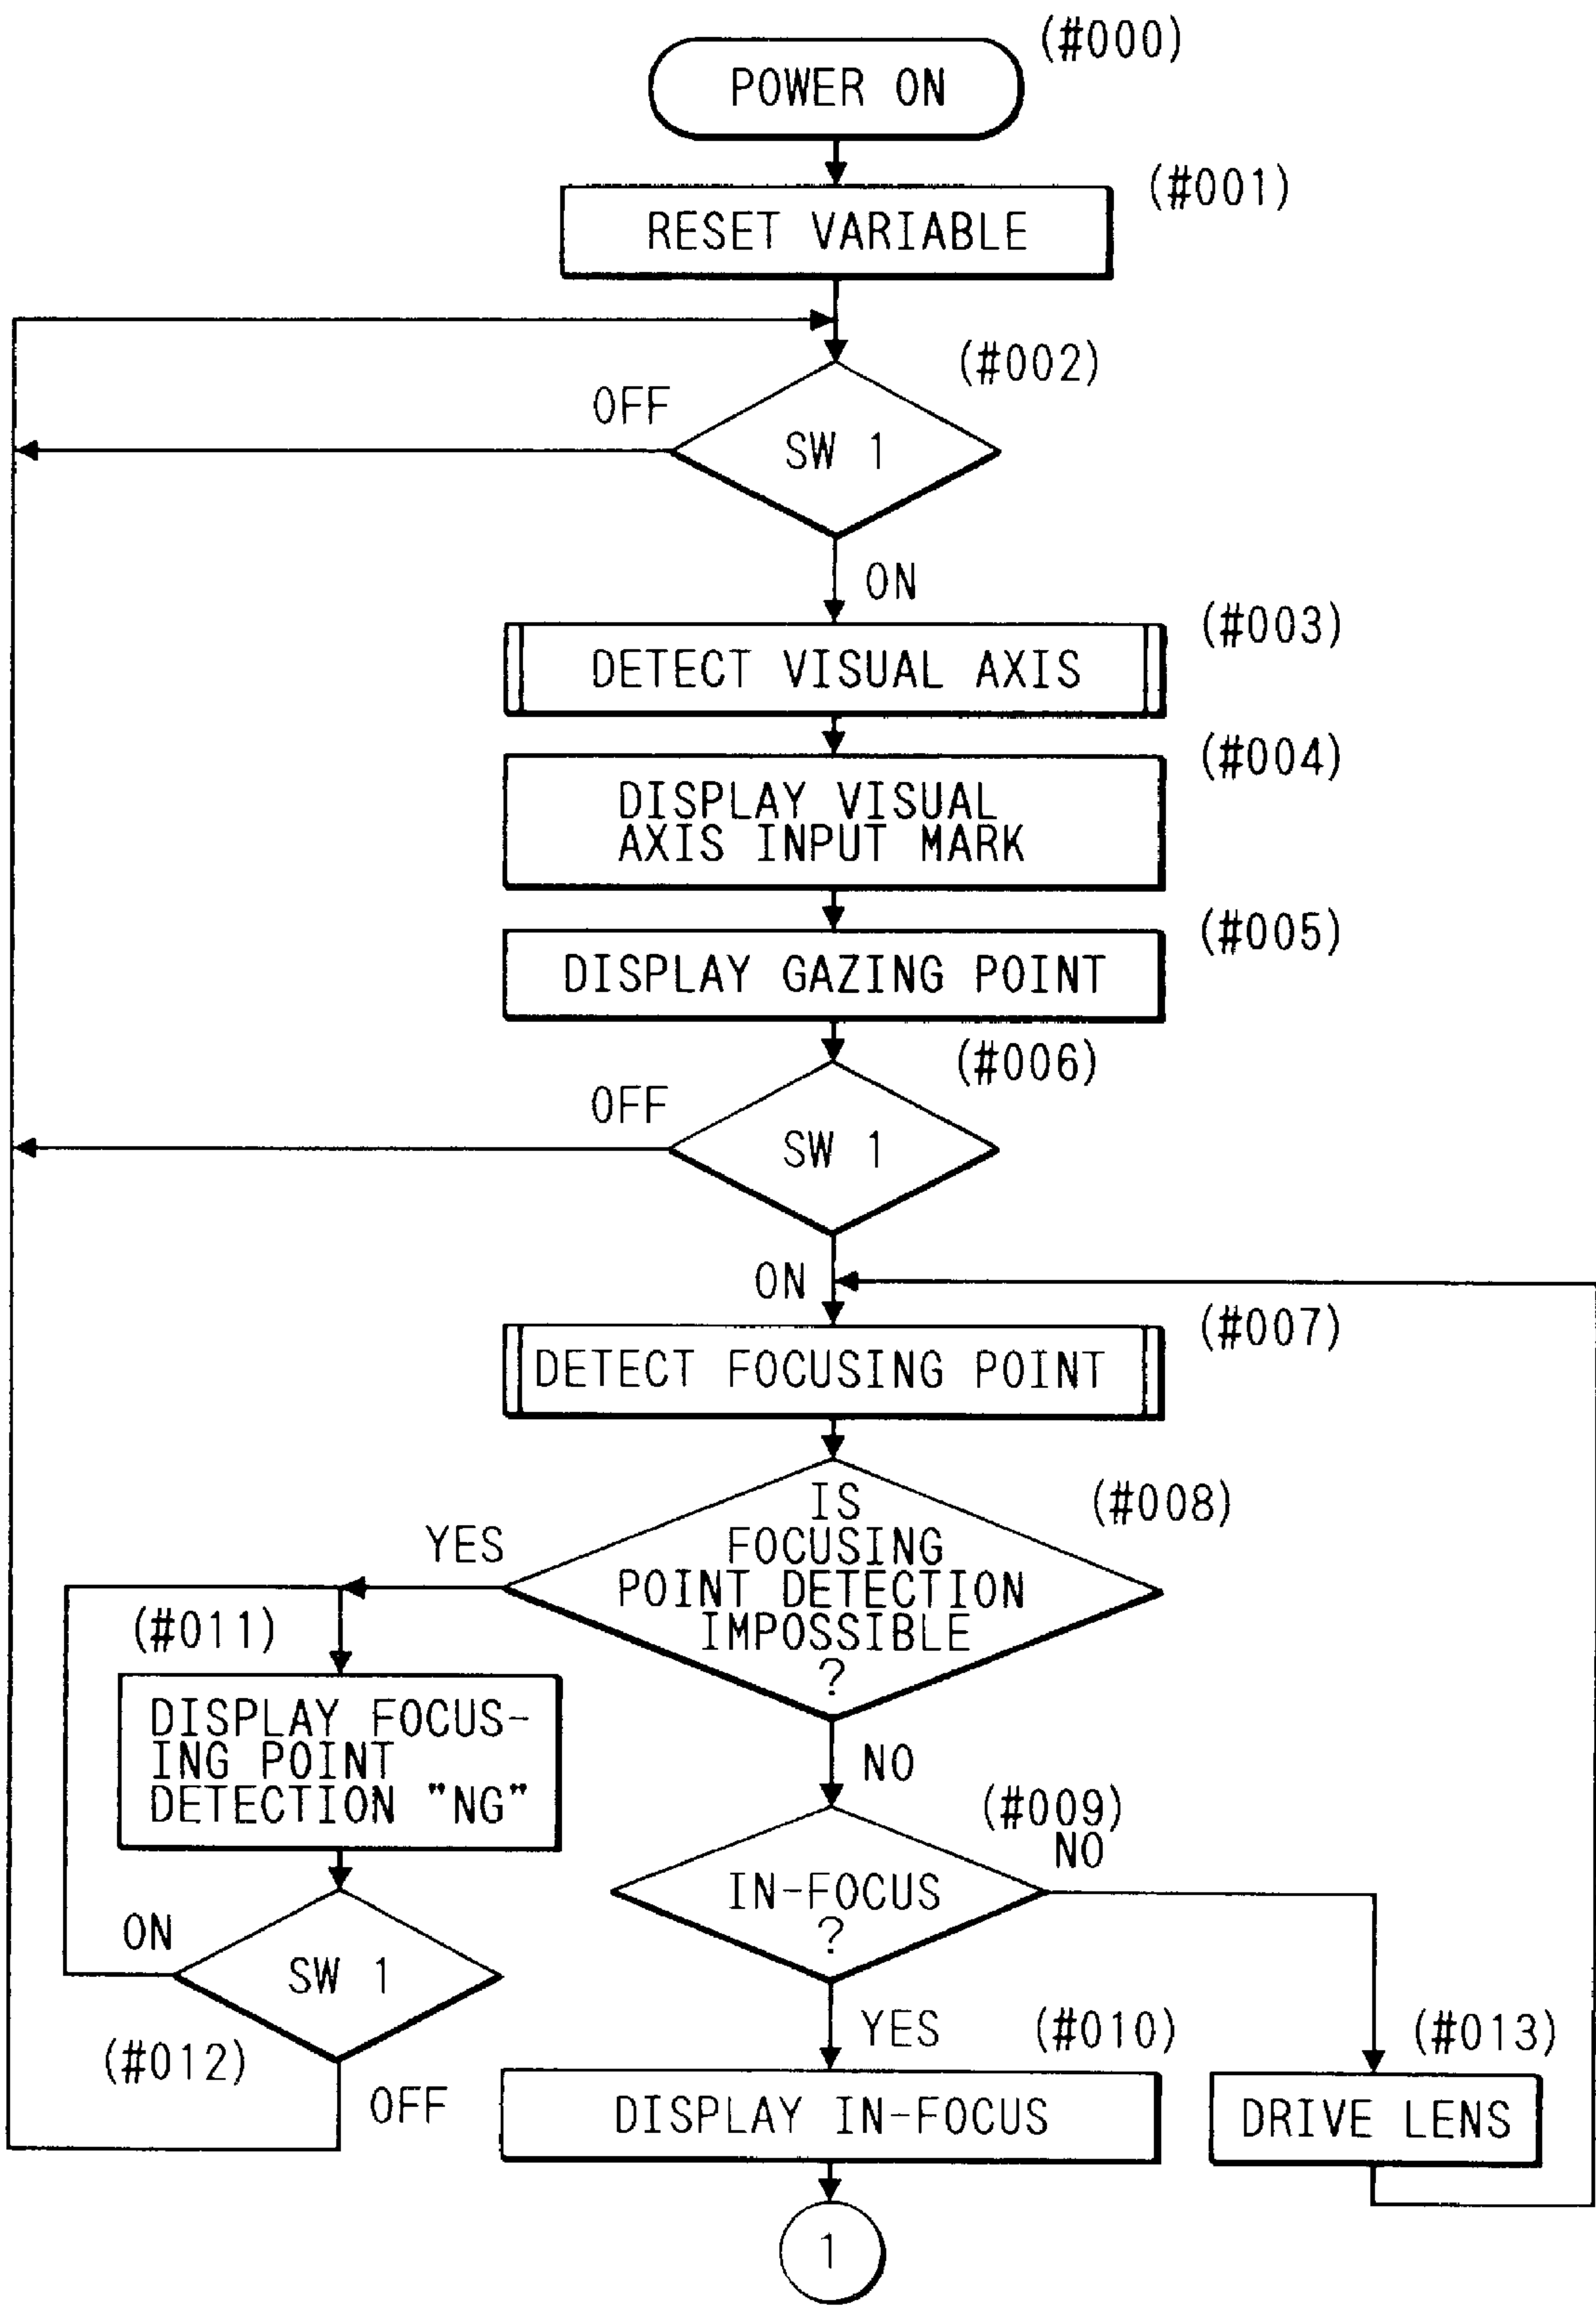 (#000)
POWER ON
(#001)
RESET VARIABLE
(#002)
OFF
SW 1
ON
(#003)
DETECT VISUAL AXIS
(#004)
DISPLAY VISUAL
AXIS INPUT MARK
(#005)
DISPLAY GAZING POINT
(#006)
OFF
SW 1
ON
(#007)
DETECT FOCUSING POINT
(#008)
IS
FOCUSING
POINT DETECTION
IMPOSSIBLE
?
YES
(#011)
DISPLAY FOCUS-
ING POINT
DETECTION "NG"
NO
(#009)
NO
IN-FOCUS
?
ON
SW 1
(#012)
OFF
YES
(#010)
DISPLAY IN-FOCUS
(#013)
DRIVE LENS
1